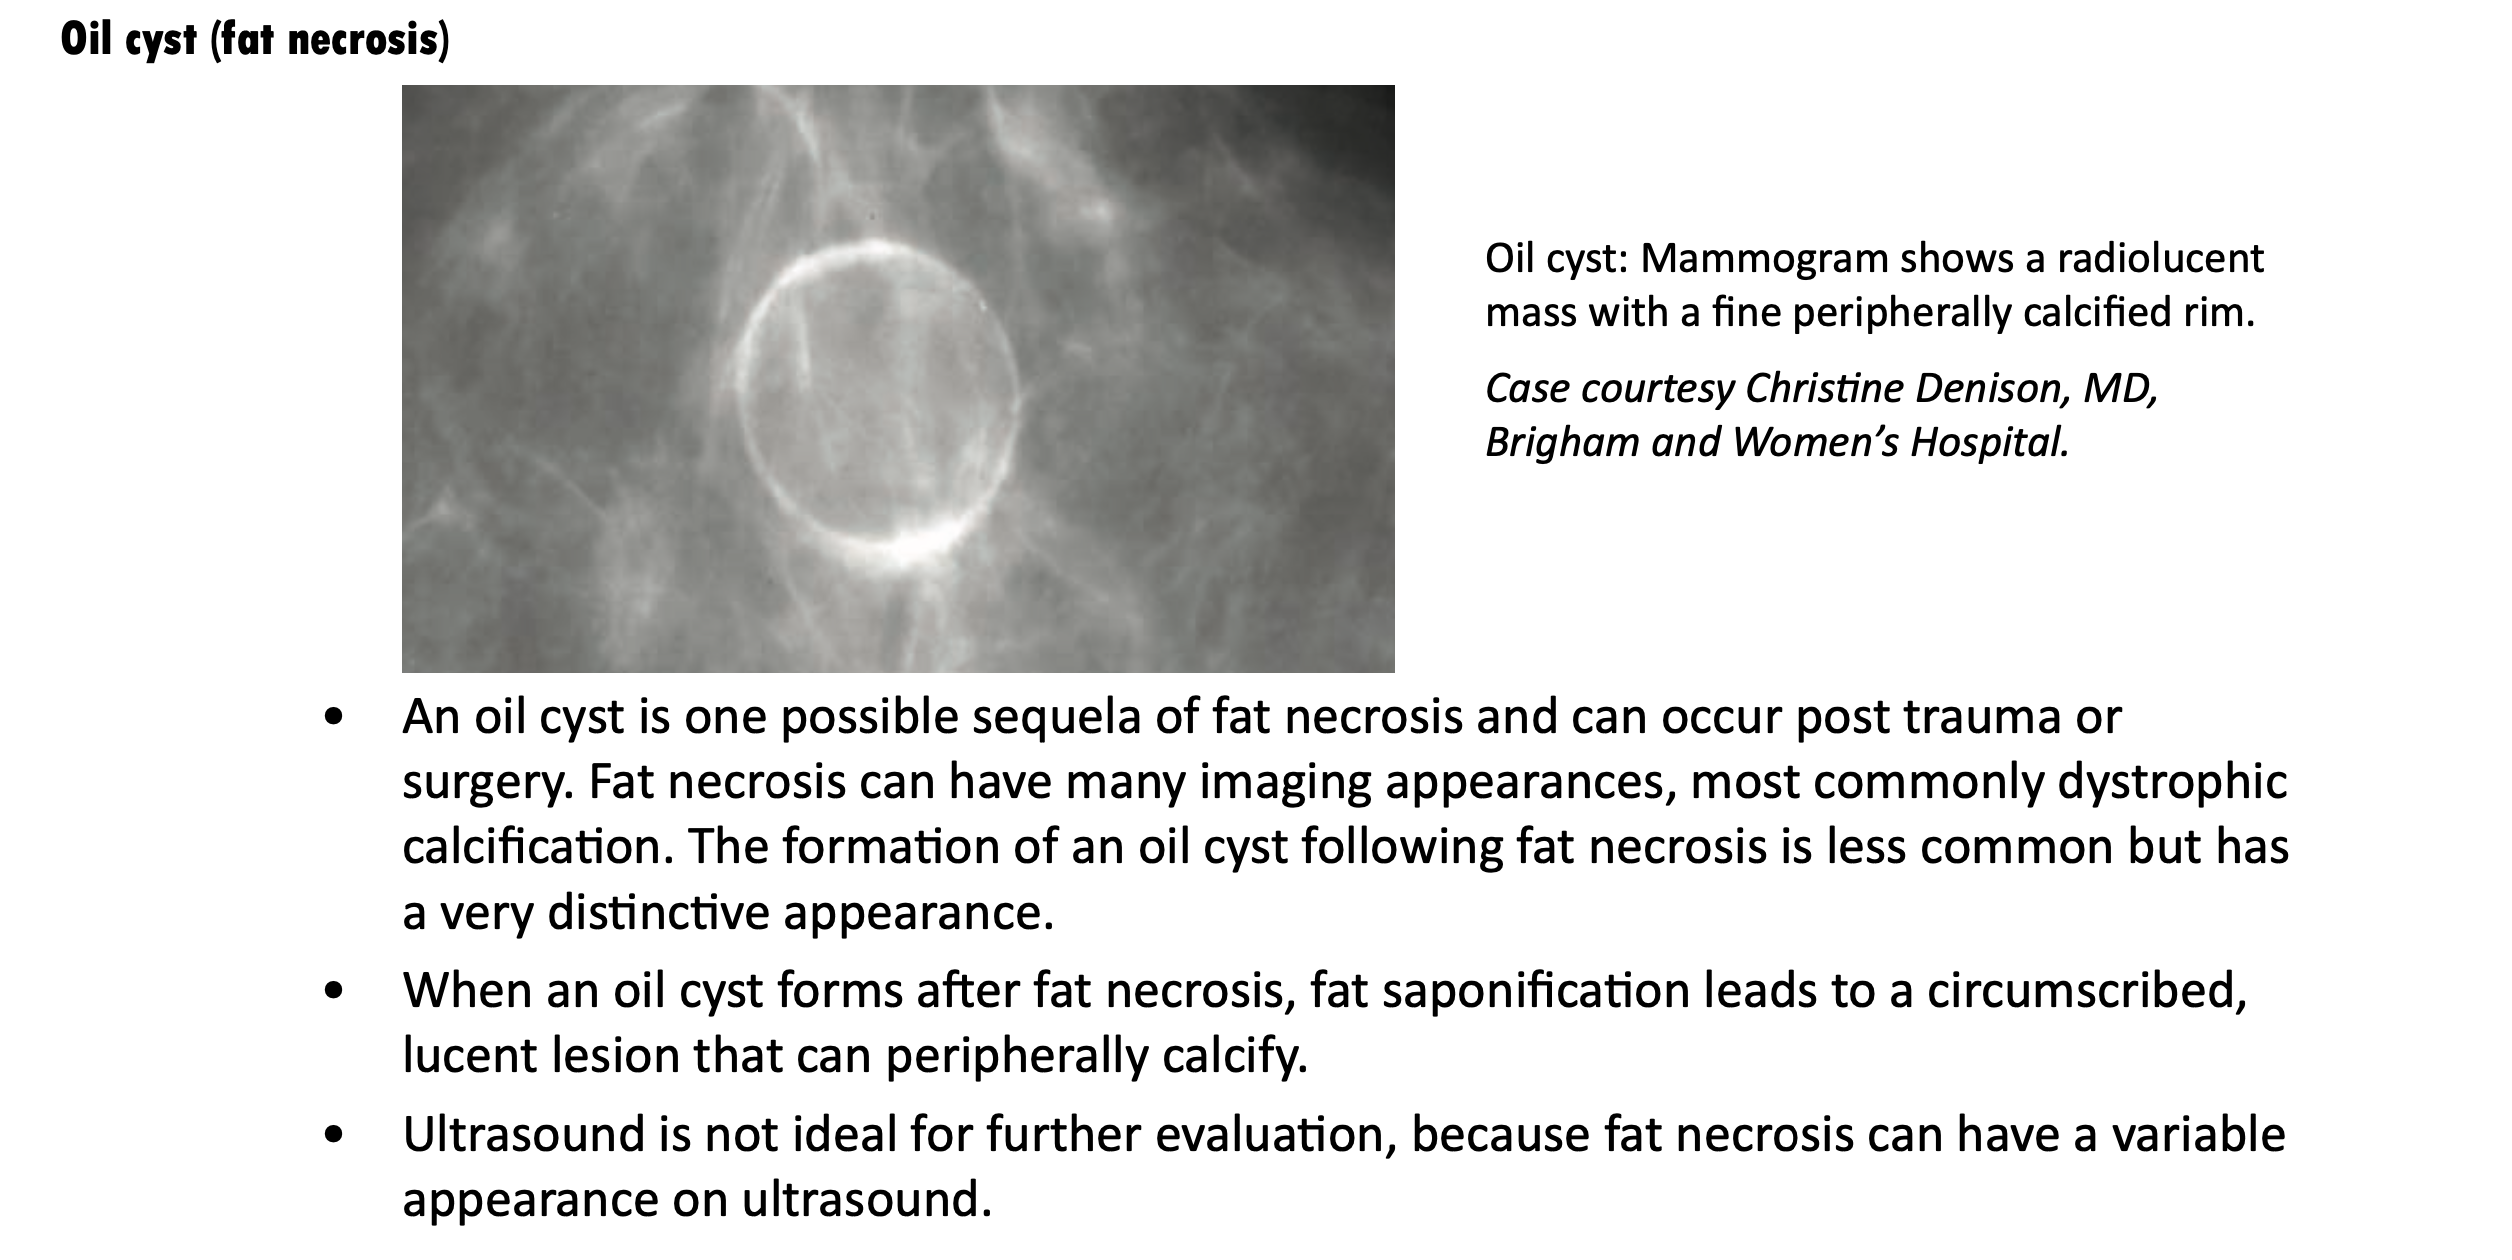 Oil cyst (fat necrosis)
Oil cyst: Mammogram shows a radiolucent
mass with a fine peripherally calcified rim.
Case courtesy Christine Denison, MD,
Brigham and Women’s Hospital.
• An oil cyst is one possible sequela of fat necrosis and can occur post trauma or
surgery. Fat necrosis can have many imaging appearances, most commonly dystrophic
calcification. The formation of an oil cyst following fat necrosis is less common but has
a very distinctive appearance.
• When an oil cyst forms after fat necrosis, fat saponification leads to a circumscribed,
lucent lesion that can peripherally calcify.
• Ultrasound is not ideal for further evaluation, because fat necrosis can have a variable
appearance on ultrasound.